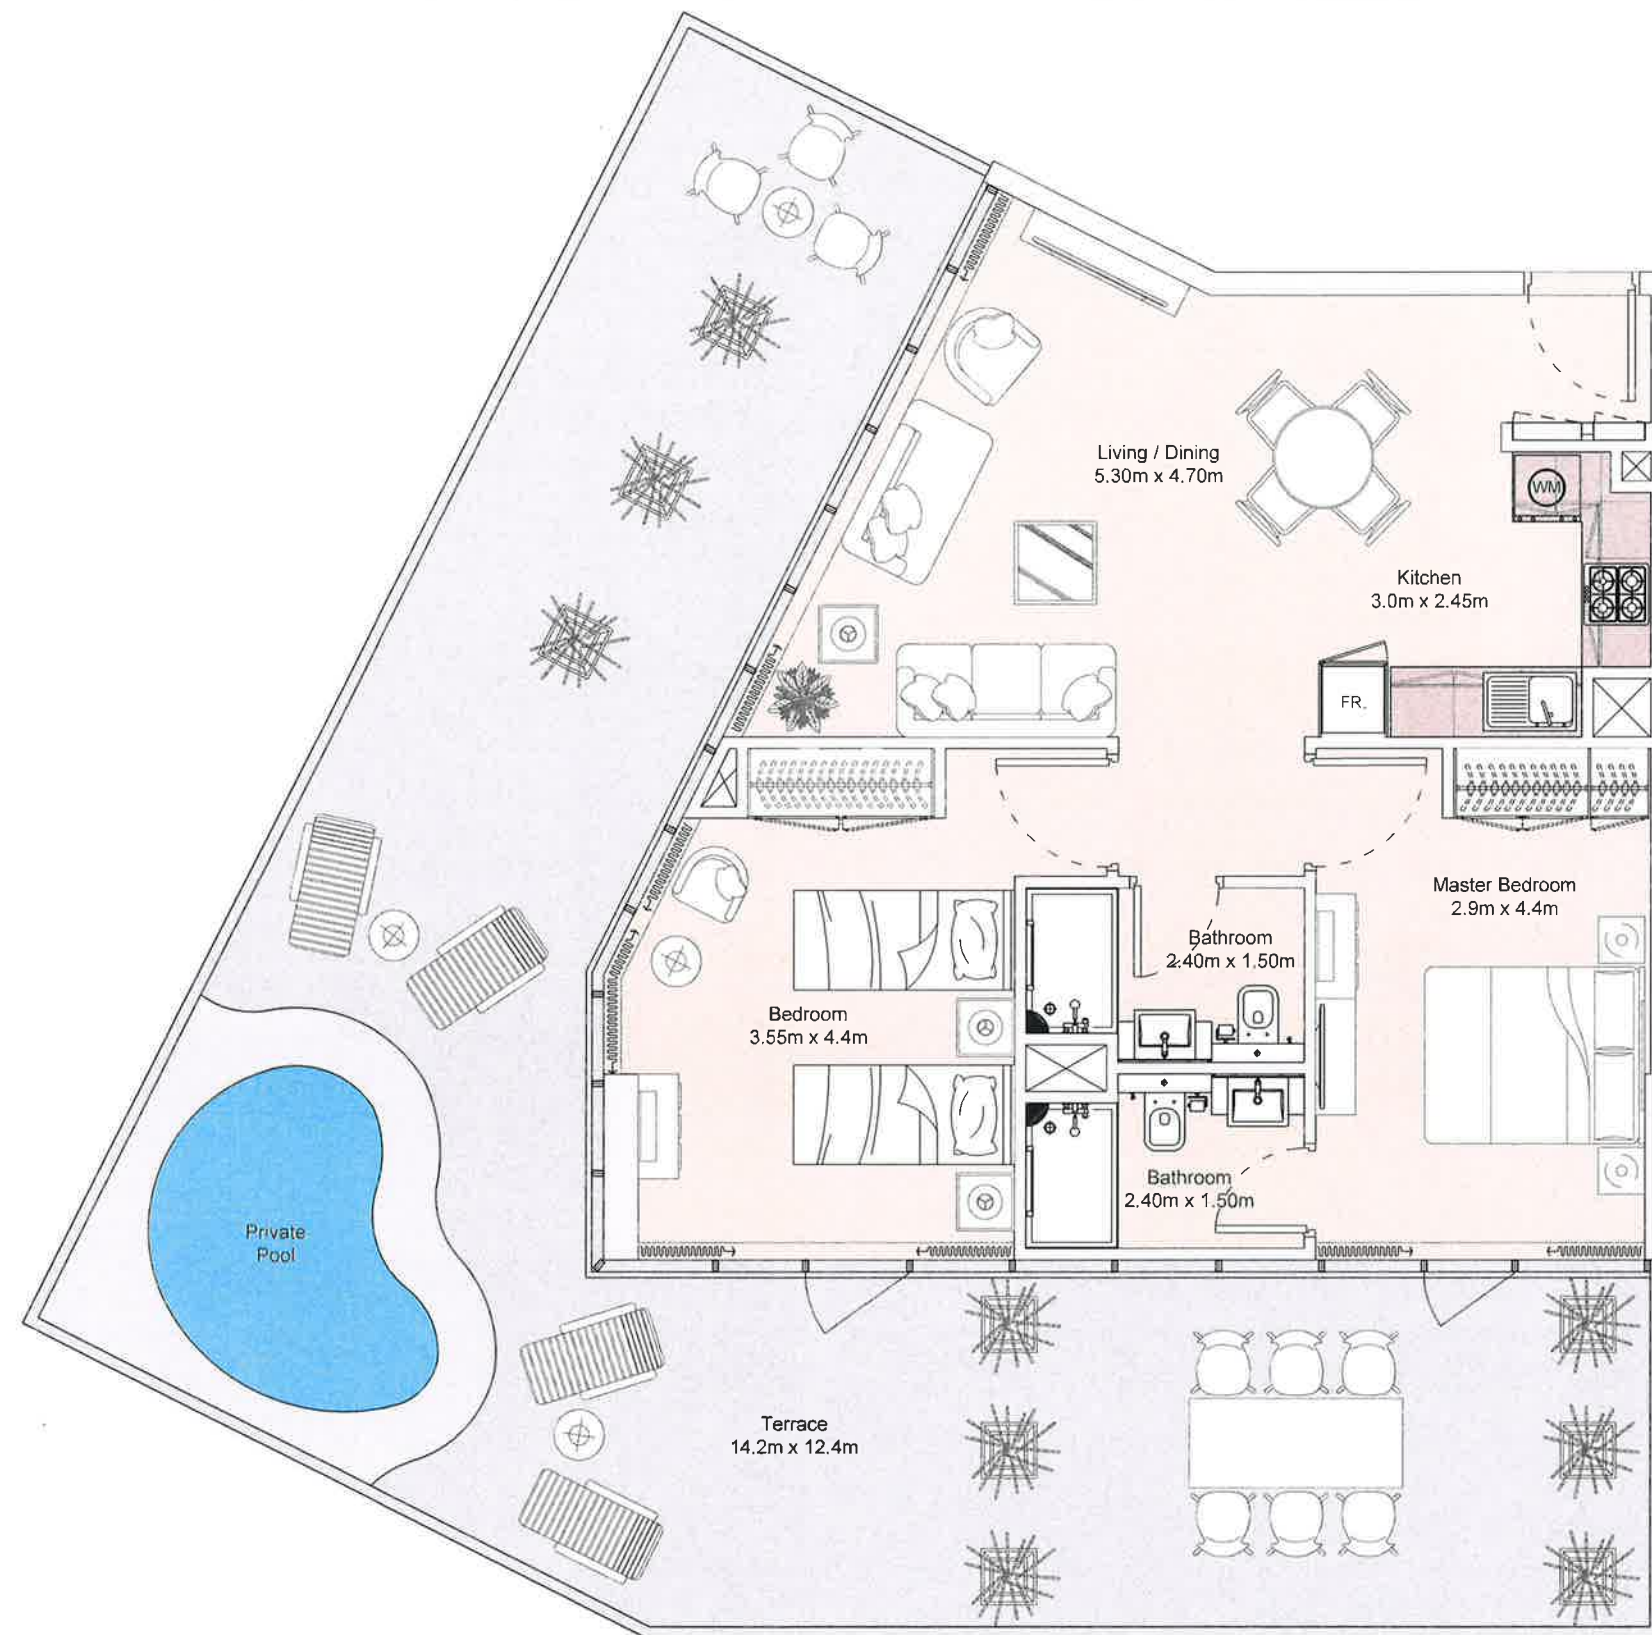 Living / Dining
5.30m x 4.70m
WM
Kitchen
3.0m x 2.45m
FR.
Master Bedroom
2.9m x 4.4m
Bathroom
2.40m x 1.50m
Bedroom
3.55m x 4.4m
Bathroom
2.40m x 1.50m
Private
Pool
Terrace
14.2m x 12.4m